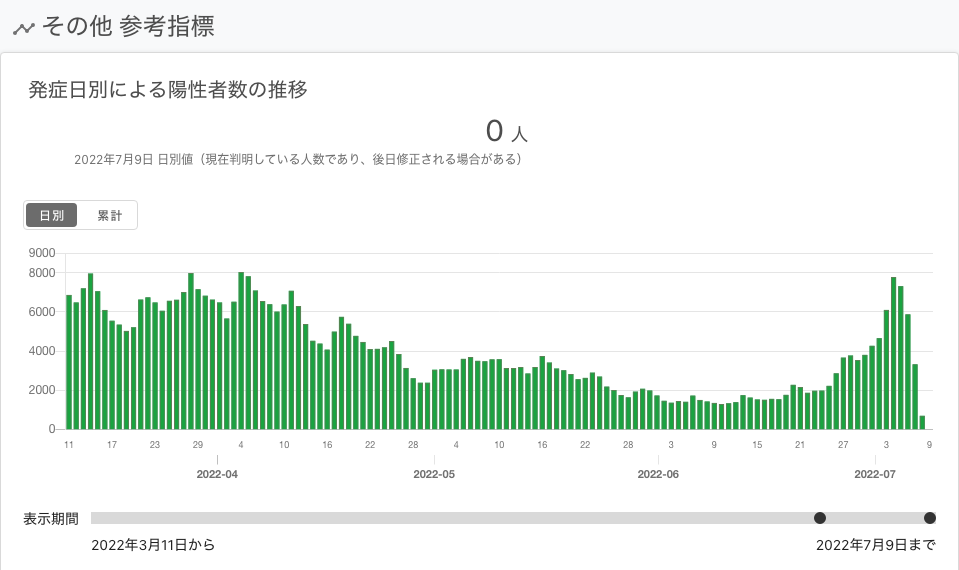 その他 参考指標
発症日別による陽性者数の推移
0 人
2022年7月9日 日別値（現在判明している人数であり、後日修正される場合がある）
日別 累計
9000
8000
6000
4000
2000
0
11 17 23 29 4 10 16 22 28 4 10 16 22 28 3 9 15 21 27 3 9
2022-04 2022-05 2022-06 2022-07
表示期間
2022年3月11日から 2022年7月9日まで